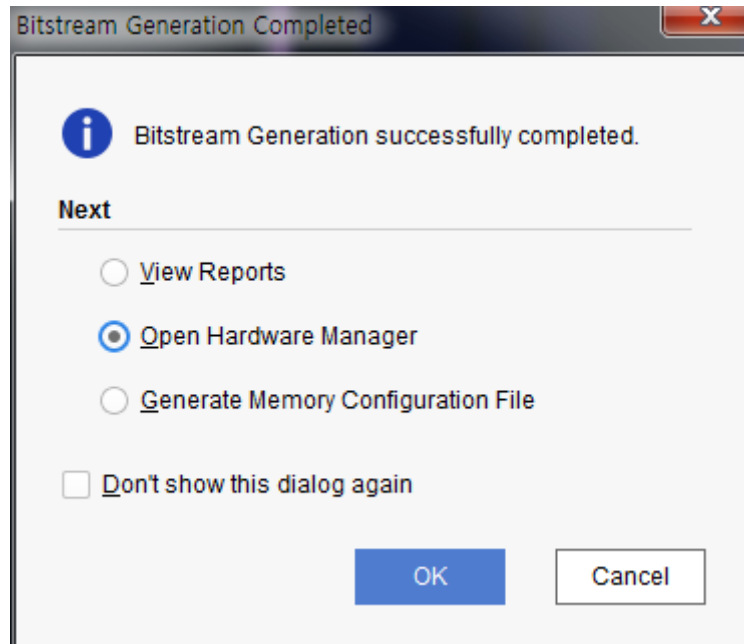 Bitstream Generation Completed
Bitstream Generation successfully completed.
Next
View Reports
Open Hardware Manager
Generate Memory Configuration File
Don't show this dialog again
OK
Cancel